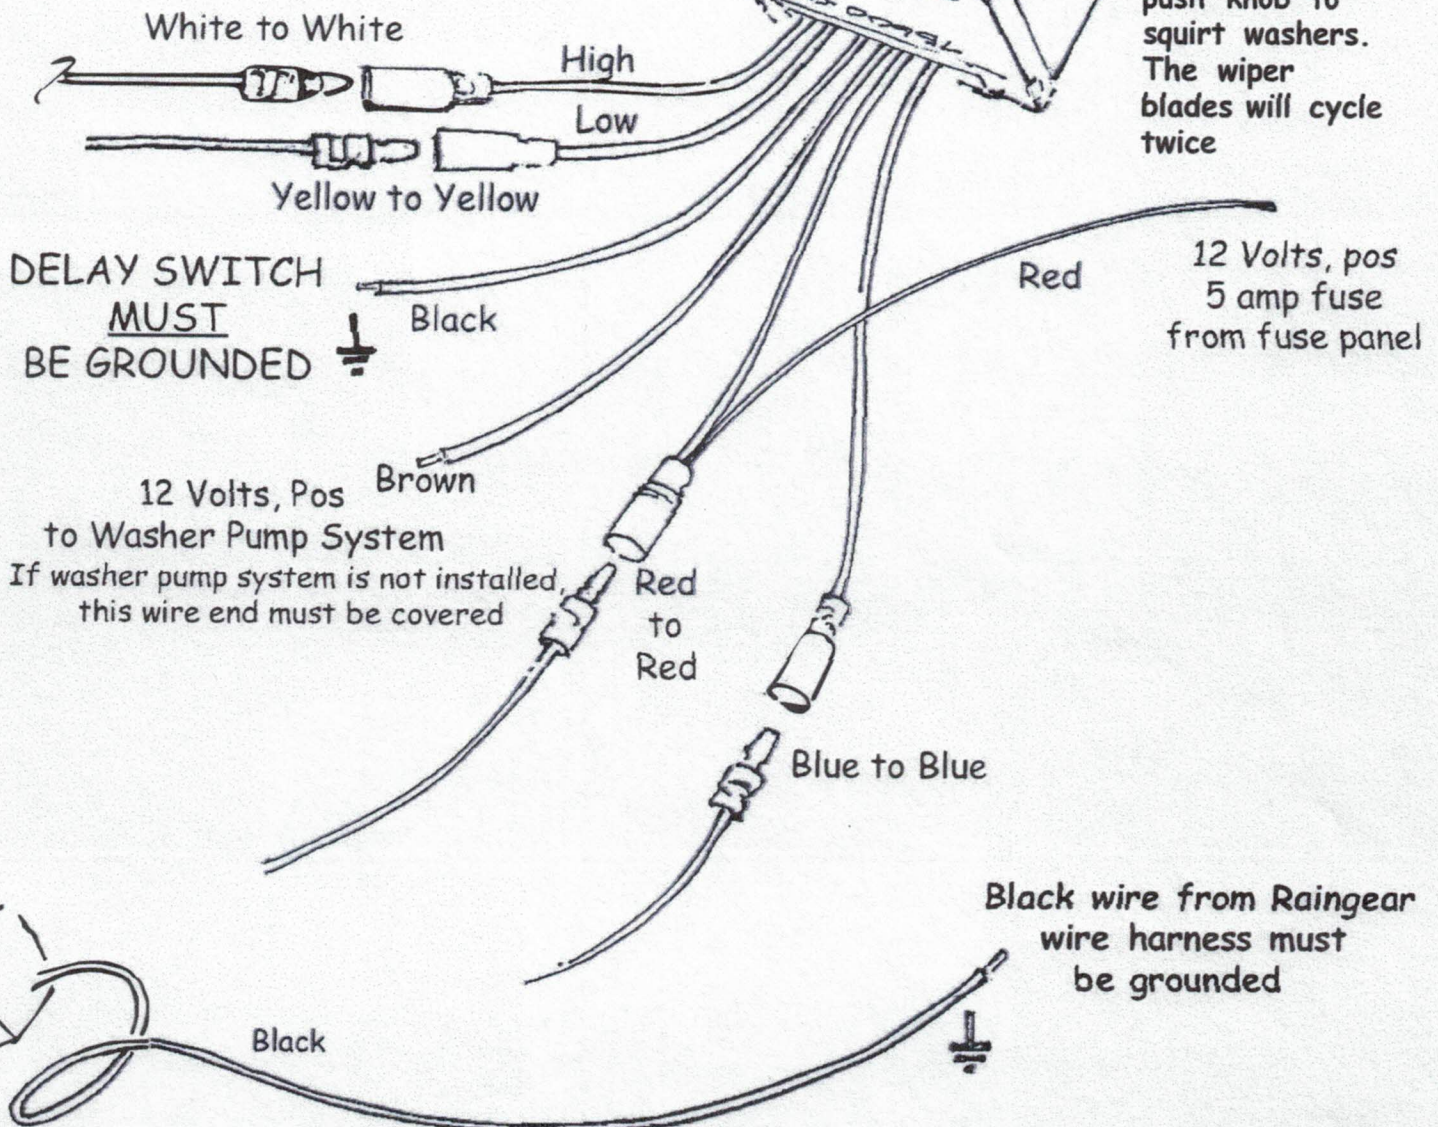 White to White
High
push knob to
squirt washers.
The wiper
blades will cycle
twice
Low
Yellow to Yellow
DELAY SWITCH
MUST
BE GROUNDED
Black
Red
12 Volts, pos
5 amp fuse
from fuse panel
Brown
12 Volts, Pos
to Washer Pump System
If washer pump system is not installed,
this wire end must be covered
Red
to
Red
Blue to Blue
Black wire from Raingear
wire harness must
be grounded
Black